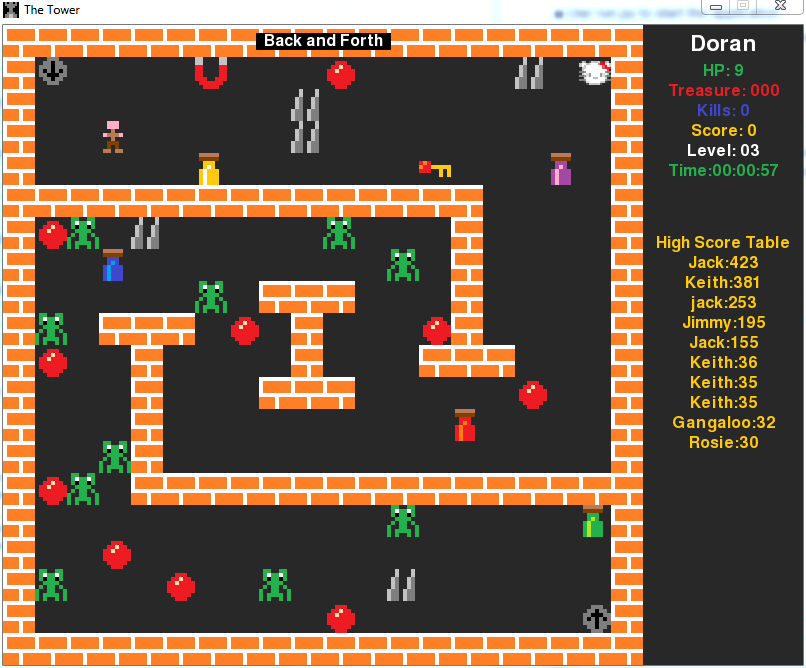 The Tower
Back and Forth
Doran
HP: 9
Treasure: 000
Kills: 0
Score: 0
Level: 03
Time:00:00:57
High Score Table
Jack:423
Keith:381
jack:253
Jimmy:195
Jack:155
Keith:36
Keith:35
Keith:35
Gangaloo:32
Rosie:30